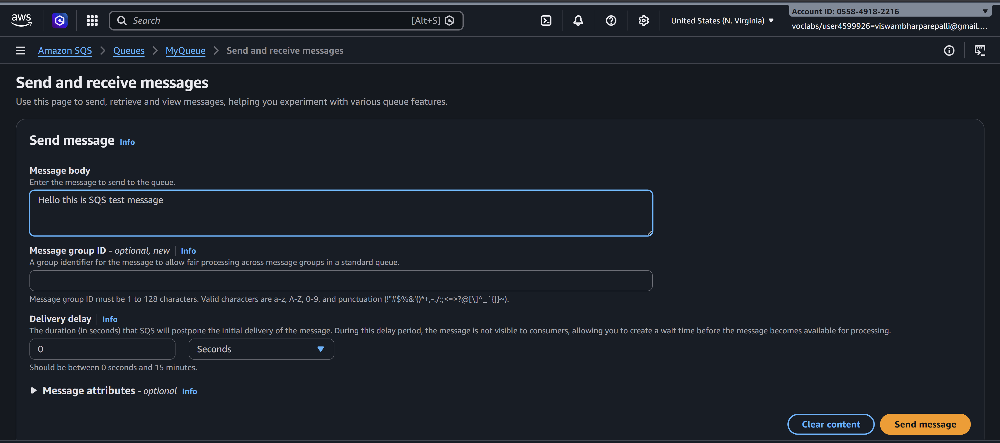 aws
Search [Alt+S]
United States (N. Virginia)
Account ID: 0558-4918-2216
voclabs/user4599926=viswambharparepalli@gmail....
Amazon SQS
Queues
MyQueue
Send and receive messages
Send and receive messages
Use this page to send, retrieve and view messages, helping you experiment with various queue features.
Send message Info
Message body
Enter the message to send to the queue.
Hello this is SQS test message
Message group ID - optional, new Info
A group identifier for the message to allow fair processing across message groups in a standard queue.
Message group ID must be 1 to 128 characters. Valid characters are a-z, A-Z, 0-9, and punctuation (!"#$%&'()*+,-./:;<=>?@[\]^_`{|}~).
Delivery delay Info
The duration (in seconds) that SQS will postpone the initial delivery of the message. During this delay period, the message is not visible to consumers, allowing you to create a wait time before the message becomes available for processing.
0 Seconds
Should be between 0 seconds and 15 minutes.
Message attributes - optional Info
Clear content Send message